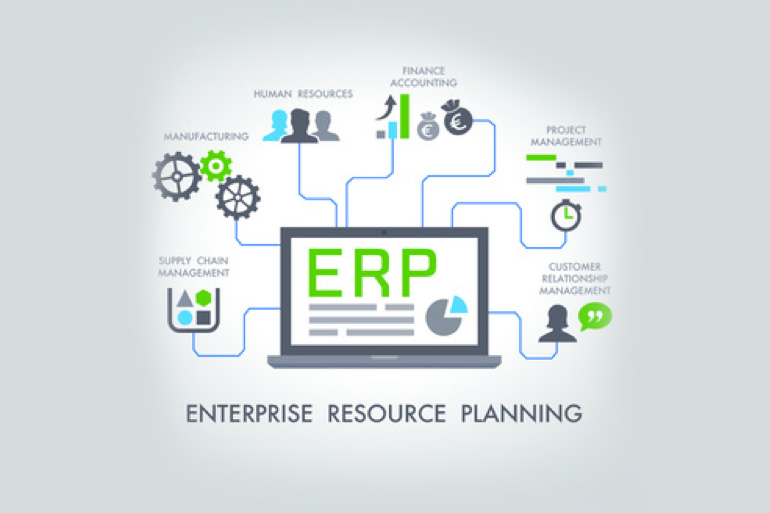 FINANCE
ACCOUNTING
HUMAN RESOURCES
PROJECT
MANAGEMENT
MANUFACTURING
SUPPLY CHAIN
MANAGEMENT
CUSTOMER
RELATIONSHIP
MANAGEMENT
ERP
ENTERPRISE RESOURCE PLANNING